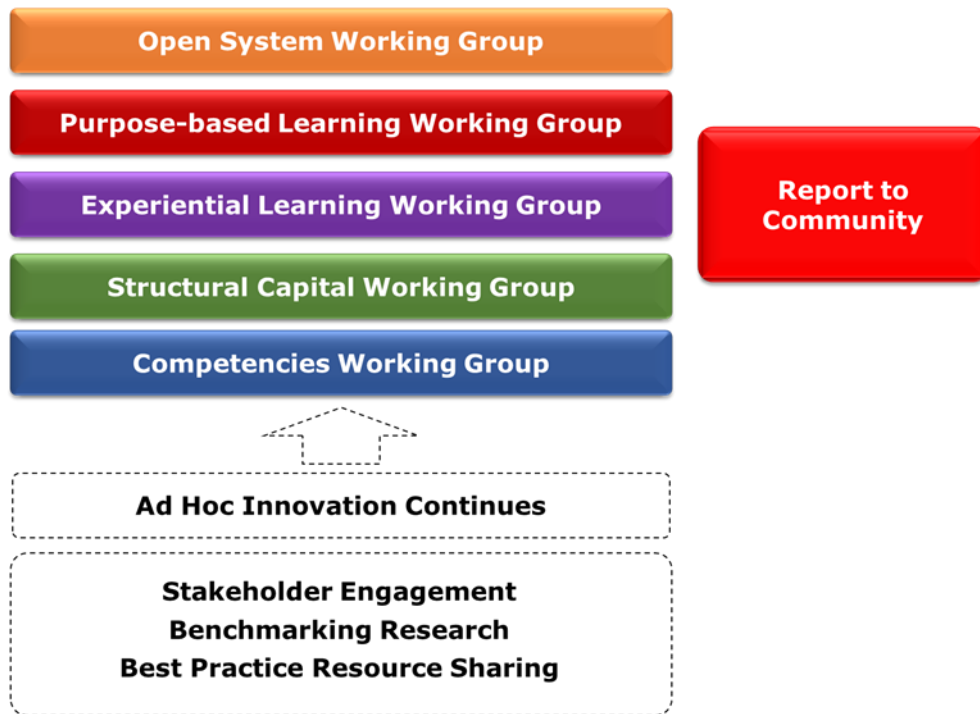 Open System Working Group
Purpose-based Learning Working Group
Experiential Learning Working Group
Structural Capital Working Group
Competencies Working Group
Report to
Community
Ad Hoc Innovation Continues
Stakeholder Engagement
Benchmarking Research
Best Practice Resource Sharing